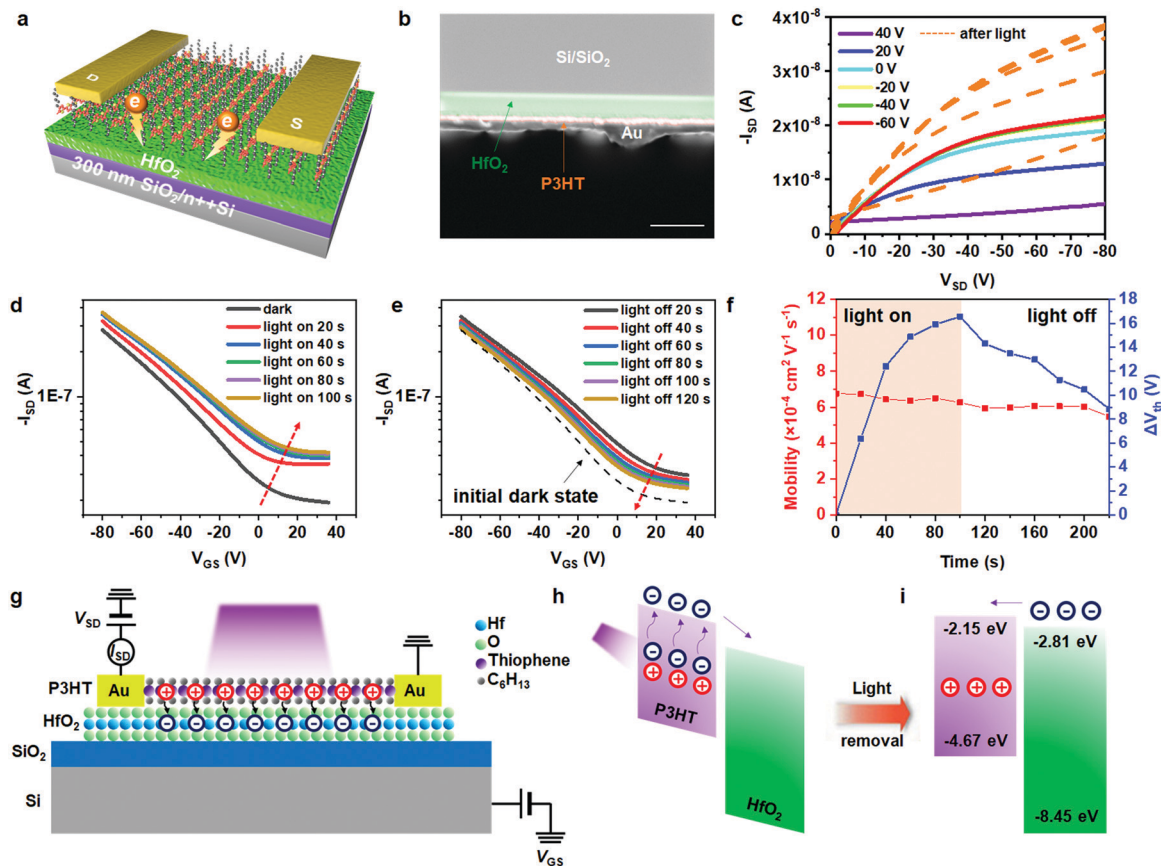 a
D
S
e
e
HfO2
300 nm SiO2/n++Si
b
Si/SiO2
HfO2
P3HT
Au
c
-ISD (A)
4×10-8
3×10-8
2×10-8
1×10-8
0
40 V
20 V
0 V
-20 V
-40 V
-60 V
after light
0 -10 -20 -30 -40 -50 -60 -70 -80
VSD (V)
d
-ISD (A)
1E-7
dark
light on 20 s
light on 40 s
light on 60 s
light on 80 s
light on 100 s
-80 -60 -40 -20 0 20 40
VGS (V)
e
-ISD (A)
1E-7
light off 20 s
light off 40 s
light off 60 s
light off 80 s
light off 100 s
light off 120 s
initial dark state
-80 -60 -40 -20 0 20 40
VGS (V)
f
Mobility (×10-4 cm2 V-1 s-1)
12
10
8
6
4
2
0
light on
light off
18
16
14
12
10
8
6
4
2
0
ΔVth (V)
0 40 80 120 160 200
Time (s)
g
VSD
ISD
P3HT
Au
Au
HfO2
SiO2
Si
VGS
Hf
O
Thiophene
C6H13
h
P3HT
HfO2
Light
removal
i
-2.15 eV
-2.81 eV
-4.67 eV
-8.45 eV